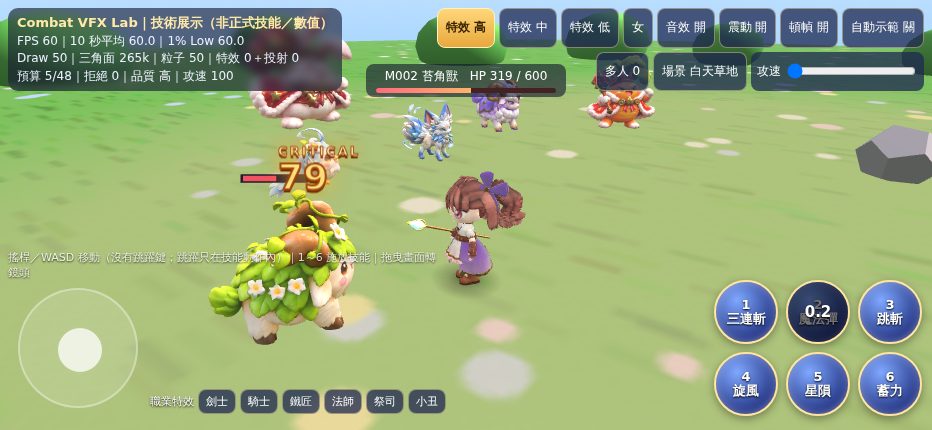 Combat VFX Lab | 技術展示（非正式技能／數值）
FPS 60 | 10 秒平均 60.0 | 1% Low 60.0
Draw 50 | 三角面 265k | 粒子 50 | 特效 0＋投射 0
預算 5/48 | 拒絕 0 | 品質 高 | 攻速 100
特效 高
特效 中
特效 低
女
音效 開
震動 開
頓幀 開
自動示範 關
多人 0
場景 白天草地
攻速
M002 苔角獸 HP 319 / 600
CRITICAL
79
搖桿／WASD 移動（沒有跳躍鍵；跳躍只在技能動作內）| 1～6 施放技能 | 拖曳畫面轉
鏡頭
1
三連斬
2
魔法彈
0.2
3
跳斬
4
旋風
5
星隕
6
蓄力
職業特效
劍士
騎士
鐵匠
法師
祭司
小丑